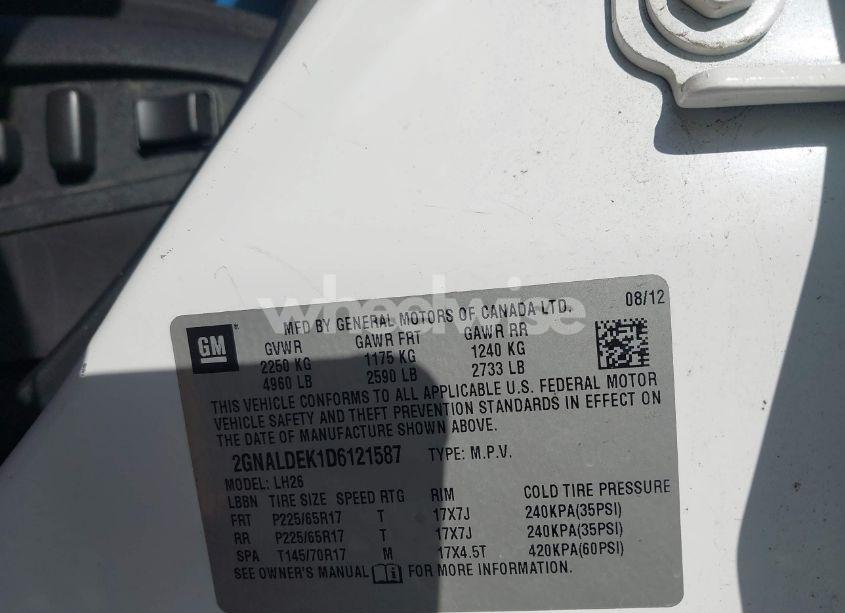 wheelwise
GM
MFD BY GENERAL MOTORS OF CANADA LTD.
08/12
GVWR GAWR FRT GAWR RR
2250 KG 1175 KG 1240 KG
4960 LB 2590 LB 2733 LB
THIS VEHICLE CONFORMS TO ALL APPLICABLE U.S. FEDERAL MOTOR
VEHICLE SAFETY AND THEFT PREVENTION STANDARDS IN EFFECT ON
THE DATE OF MANUFACTURE SHOWN ABOVE.
2GNALDEK1D6121587 TYPE: M.P.V.
MODEL: LH26
LBBN TIRE SIZE SPEED RTG RIM COLD TIRE PRESSURE
FRT P225/65R17 T 17X7J 240KPA(35PSI)
RR P225/65R17 T 17X7J 240KPA(35PSI)
SPA T145/70R17 M 17X4.5T 420KPA(60PSI)
SEE OWNER'S MANUAL i FOR MORE INFORMATION.